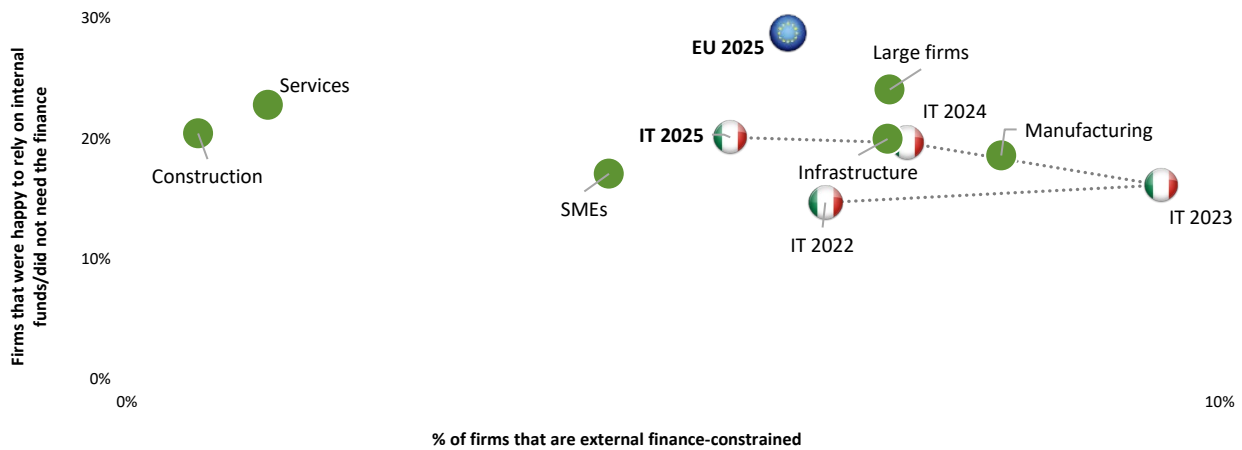 30%
EU 2025
Large firms
Services
20%
IT 2025
IT 2024
Manufacturing
Construction
Infrastructure
SMEs
IT 2022
IT 2023
10%
0%
0%
10%
Firms that were happy to rely on internal
funds/did not need the finance
% of firms that are external finance-constrained